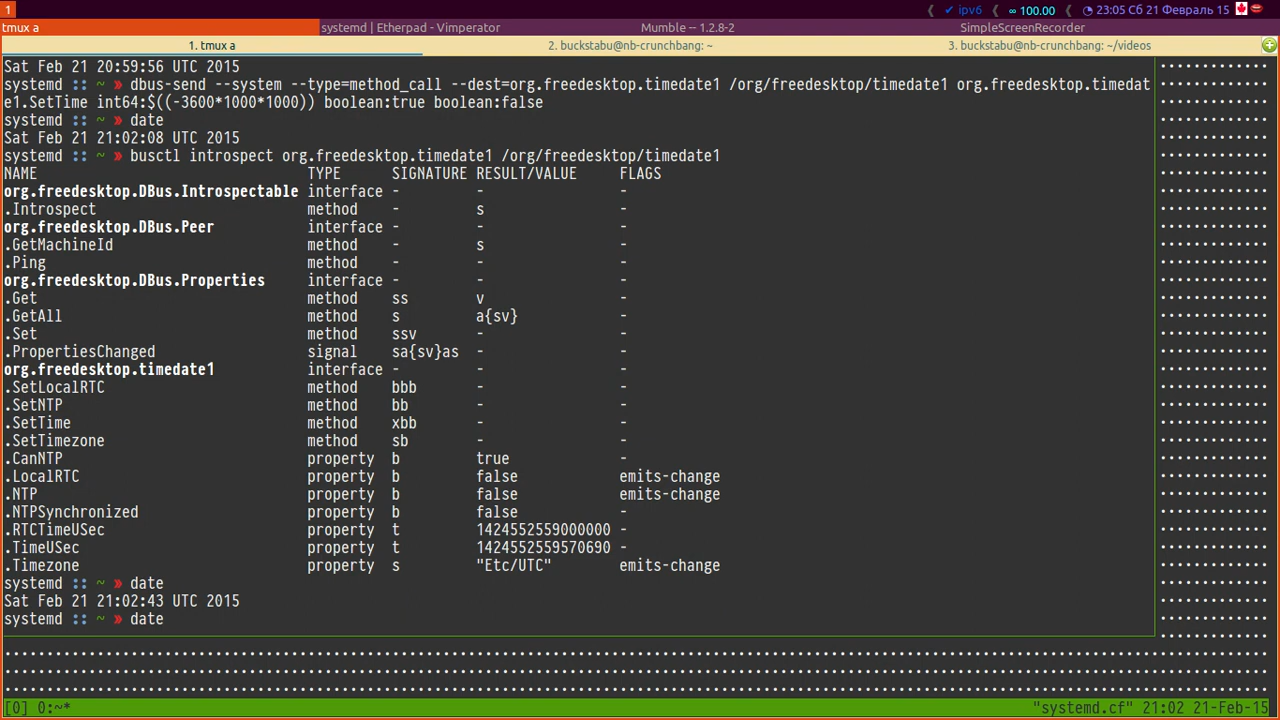 1
✔ ipv6 ∞ 100.00 23:05 Сб 21 Февраль 15
tmux a systemd | Etherpad - Vimperator Mumble -- 1.2.8-2 SimpleScreenRecorder
1. tmux a 2. buckstabu@nb-crunchbang: ~ 3. buckstabu@nb-crunchbang: ~/videos
Sat Feb 21 20:59:56 UTC 2015
systemd :: ~ » dbus-send --system --type=method_call --dest=org.freedesktop.timedate1 /org/freedesktop/timedate1 org.freedesktop.timedat
e1.SetTime int64:$((-3600*1000*1000)) boolean:true boolean:false
systemd :: ~ » date
Sat Feb 21 21:02:08 UTC 2015
systemd :: ~ » busctl introspect org.freedesktop.timedate1 /org/freedesktop/timedate1
NAME TYPE SIGNATURE RESULT/VALUE FLAGS
org.freedesktop.DBus.Introspectable interface - - -
.Introspect method - s -
org.freedesktop.DBus.Peer interface - - -
.GetMachineId method - s -
.Ping method - - -
org.freedesktop.DBus.Properties interface - - -
.Get method ss v -
.GetAll method s a{sv} -
.Set method ssv - -
.PropertiesChanged signal sa{sv}as - -
org.freedesktop.timedate1 interface - - -
.SetLocalRTC method bbb - -
.SetNTP method bb - -
.SetTime method xbb - -
.SetTimezone method sb - -
.CanNTP property b true -
.LocalRTC property b false emits-change
.NTP property b false emits-change
.NTPSynchronized property b false -
.RTCTimeUSec property t 1424552559000000 -
.TimeUSec property t 1424552559570690 -
.Timezone property s "Etc/UTC" emits-change
systemd :: ~ » date
Sat Feb 21 21:02:43 UTC 2015
systemd :: ~ » date
[0] 0:~* "systemd.cf" 21:02 21-Feb-15